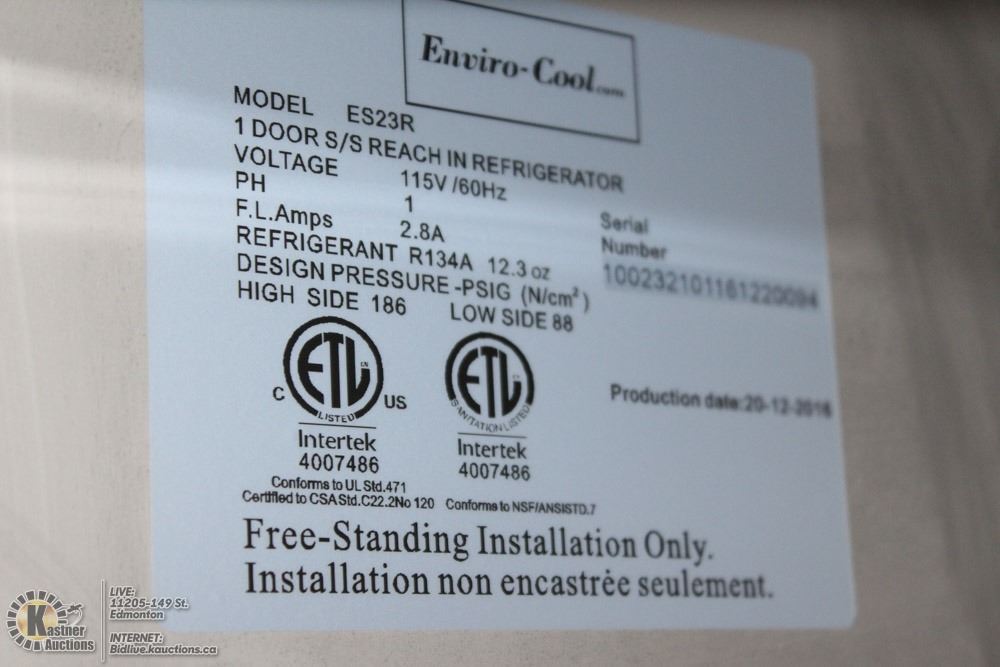 Enviro-Cool.com
MODEL ES23R
1 DOOR S/S REACH IN REFRIGERATOR
VOLTAGE 115V /60Hz
PH 1
F.L.Amps 2.8A
REFRIGERANT R134A 12.3 oz
DESIGN PRESSURE -PSIG (N/cm²)
HIGH SIDE 186 LOW SIDE 88
Serial
Number
Production date:20-12-2016
ETL CM
C US
LISTED
Intertek
4007486
Conforms to UL Std.471
Certified to CSA Std.C22.2No 120
ETL
SANITATION LISTED
Intertek
4007486
Conforms to NSF/ANSISTD.7
Free-Standing Installation Only.
Installation non encastrée seulement.
Kastner
Auctions
LIVE:
11205-149 St.
Edmonton
INTERNET:
Bidlive.kauctions.ca